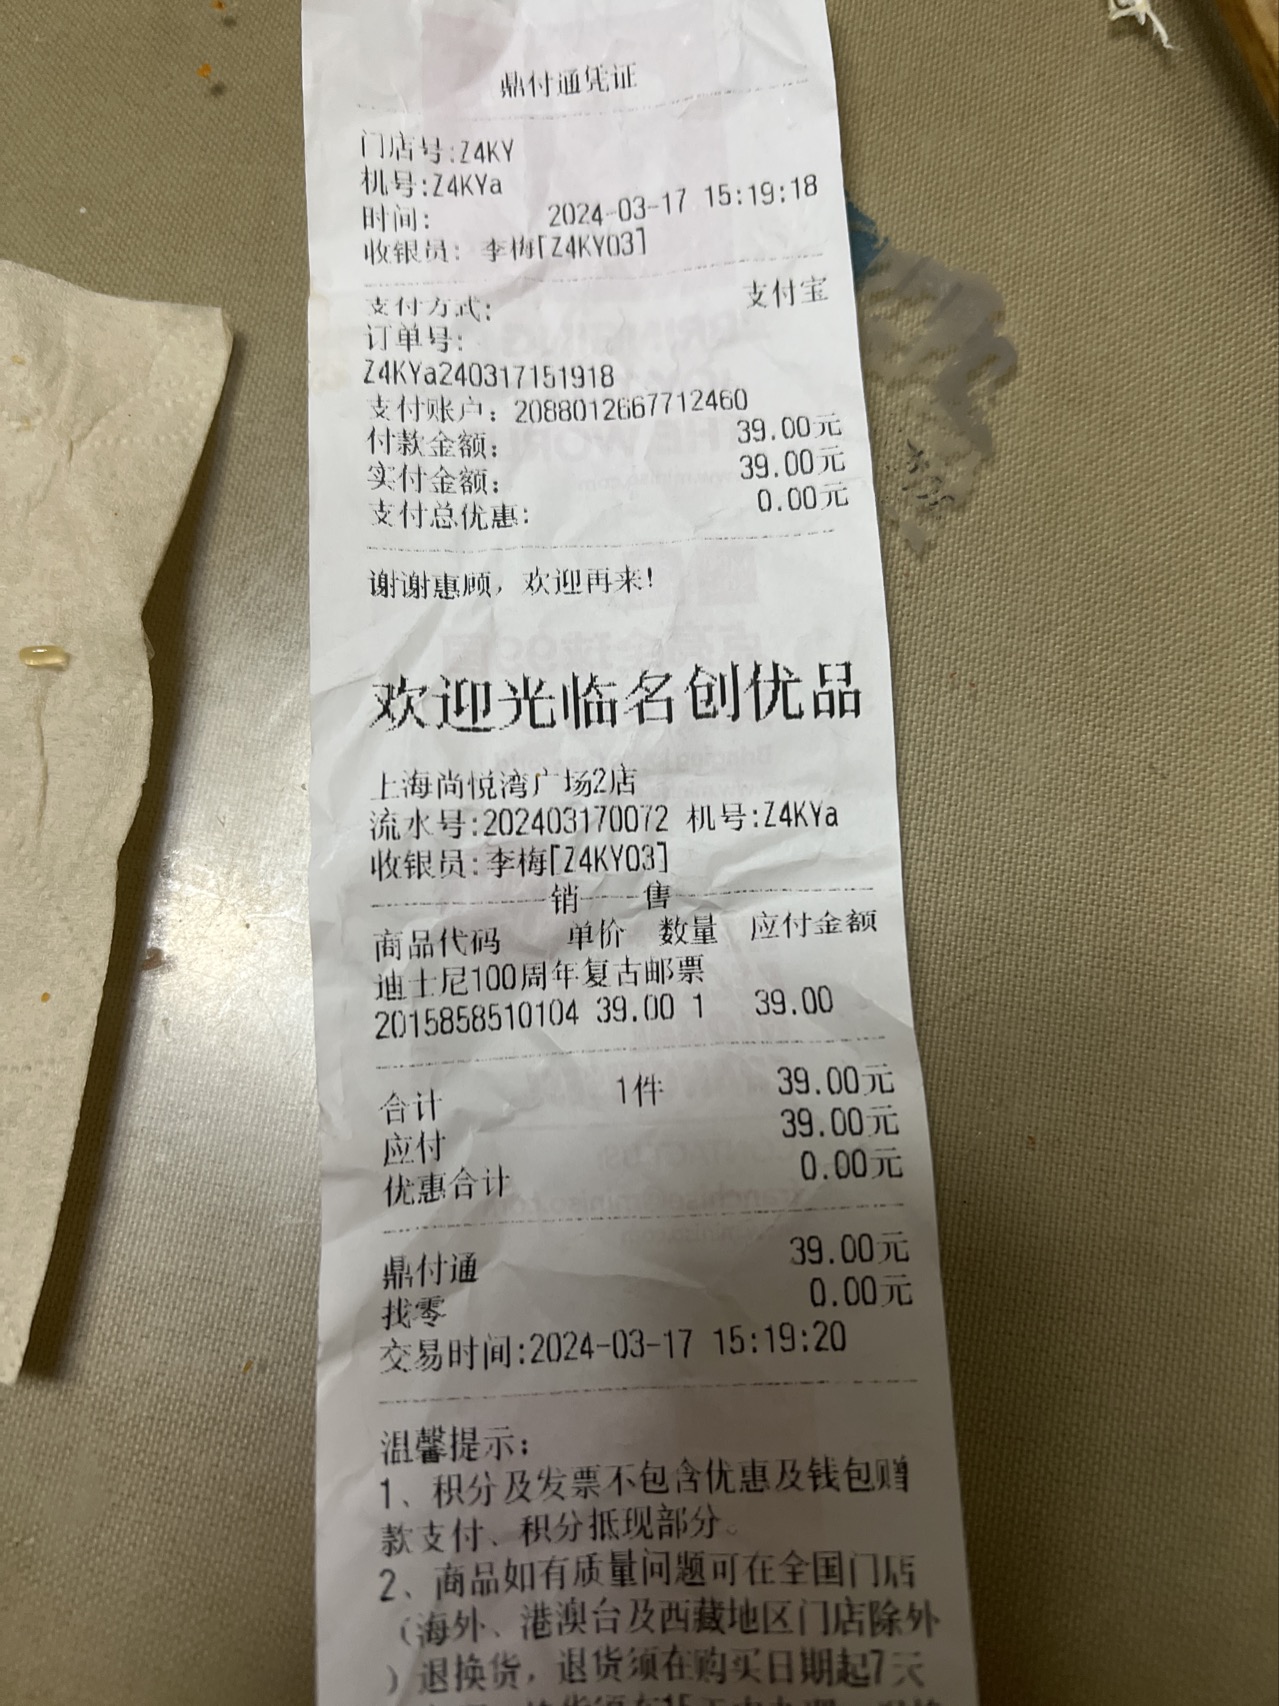 鼎付通凭证
门店号:Z4KY
机号:Z4KYa
时间: 2024-03-17 15:19:18
收银员: 李梅[Z4KY03]
支付方式: 支付宝
订单号:
Z4KYa240317151918
支付账户: 2088012667712460
付款金额: 39.00元
实付金额: 39.00元
支付总优惠: 0.00元
谢谢惠顾，欢迎再来!
欢迎光临名创优品
上海尚悦湾广场2店
流水号:202403170072 机号:Z4KYa
收银员:李梅[Z4KY03]
销 售
商品代码 单价 数量 应付金额
迪士尼100周年复古邮票
2015858510104 39.00 1 39.00
合计 1件 39.00元
应付 39.00元
优惠合计 0.00元
鼎付通 39.00元
找零 0.00元
交易时间:2024-03-17 15:19:20
温馨提示:
1、积分及发票不包含优惠及钱包赠
款支付、积分抵现部分。
2、商品如有质量问题可在全国门店
（海外、港澳台及西藏地区门店除外
）退换货，退货须在购买日期起7天